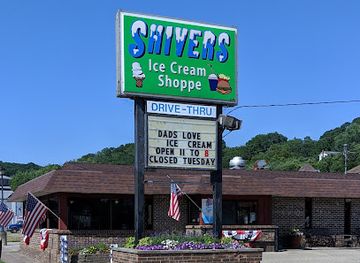 SHIVERS
Ice Cream
Shoppe
DRIVE-THRU
DADS LOVE
ICE CREAM
OPEN 11 TO 8
CLOSED TUESDAY